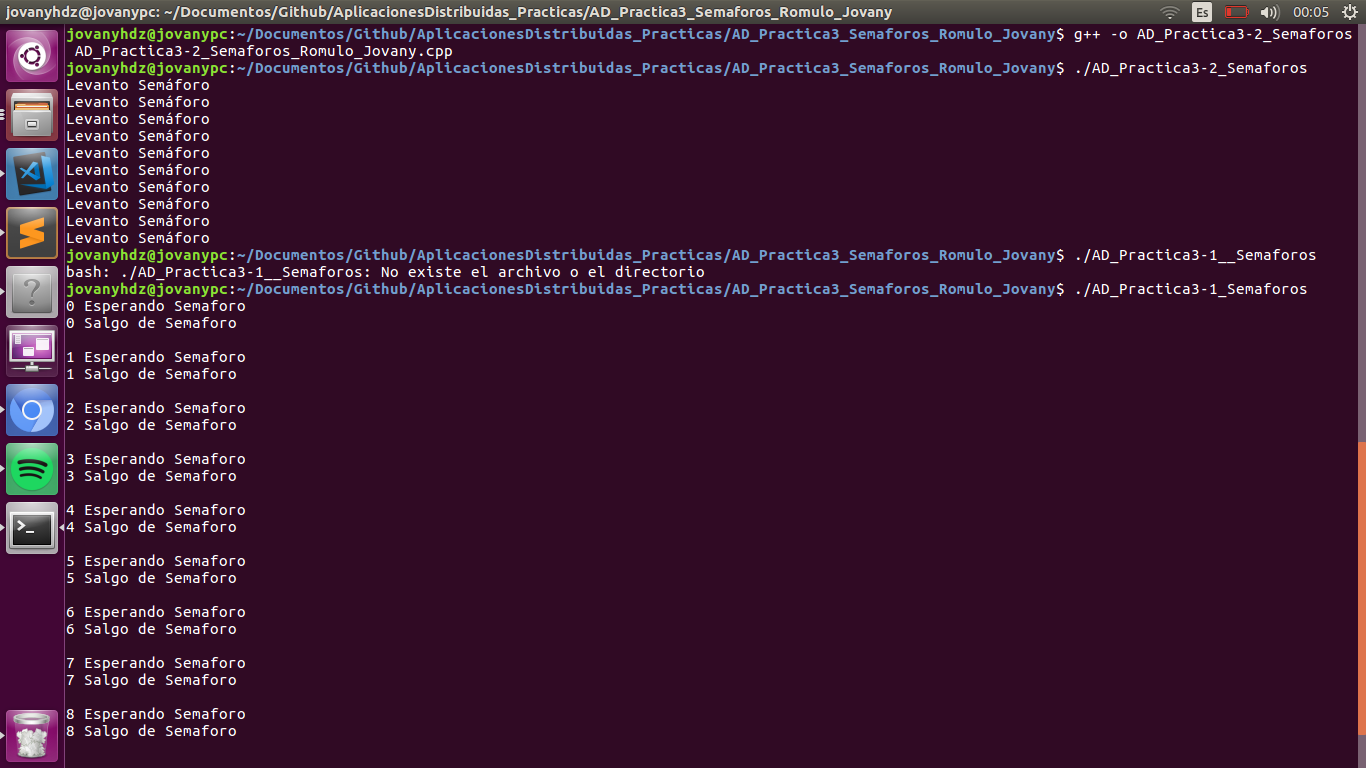 jovanyhdz@jovanypc: ~/Documentos/Github/AplicacionesDistribuidas_Practicas/AD_Practica3_Semaforos_Romulo_Jovany
Es
00:05
jovanyhdz@jovanypc:~/Documentos/Github/AplicacionesDistribuidas_Practicas/AD_Practica3_Semaforos_Romulo_Jovany$ g++ -o AD_Practica3-2_Semaforos
AD_Practica3-2_Semaforos_Romulo_Jovany.cpp
jovanyhdz@jovanypc:~/Documentos/Github/AplicacionesDistribuidas_Practicas/AD_Practica3_Semaforos_Romulo_Jovany$ ./AD_Practica3-2_Semaforos
Levanto Semáforo
Levanto Semáforo
Levanto Semáforo
Levanto Semáforo
Levanto Semáforo
Levanto Semáforo
Levanto Semáforo
Levanto Semáforo
Levanto Semáforo
Levanto Semáforo
jovanyhdz@jovanypc:~/Documentos/Github/AplicacionesDistribuidas_Practicas/AD_Practica3_Semaforos_Romulo_Jovany$ ./AD_Practica3-1__Semaforos
bash: ./AD_Practica3-1__Semaforos: No existe el archivo o el directorio
jovanyhdz@jovanypc:~/Documentos/Github/AplicacionesDistribuidas_Practicas/AD_Practica3_Semaforos_Romulo_Jovany$ ./AD_Practica3-1_Semaforos
0 Esperando Semaforo
0 Salgo de Semaforo
1 Esperando Semaforo
1 Salgo de Semaforo
2 Esperando Semaforo
2 Salgo de Semaforo
3 Esperando Semaforo
3 Salgo de Semaforo
4 Esperando Semaforo
4 Salgo de Semaforo
5 Esperando Semaforo
5 Salgo de Semaforo
6 Esperando Semaforo
6 Salgo de Semaforo
7 Esperando Semaforo
7 Salgo de Semaforo
8 Esperando Semaforo
8 Salgo de Semaforo